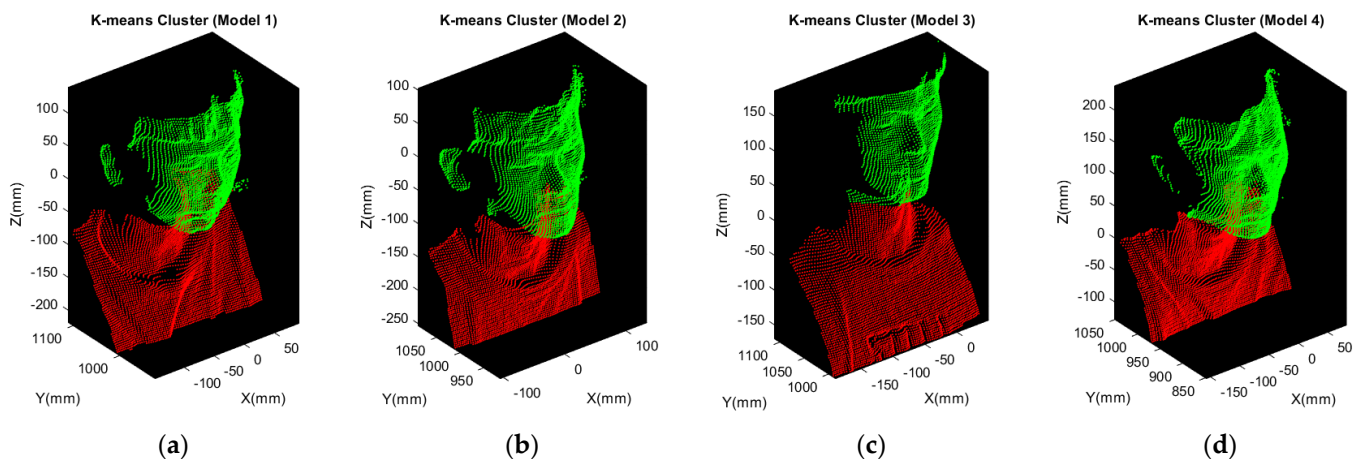 K-means Cluster (Model 1)
100
50
0
-50
-100
-150
-200
Z(mm)
1100
1000
Y(mm)
-100
-50
0
50
X(mm)
(a)
K-means Cluster (Model 2)
100
50
0
-50
-100
-150
-200
-250
Z(mm)
1050
1000
950
Y(mm)
-100
0
100
X(mm)
(b)
K-means Cluster (Model 3)
150
100
50
0
-50
-100
-150
Z(mm)
1100
1050
1000
Y(mm)
-150
-100
-50
0
X(mm)
(c)
K-means Cluster (Model 4)
200
150
100
50
0
-50
-100
Z(mm)
1050
1000
950
900
850
Y(mm)
-150
-100
-50
0
50
X(mm)
(d)